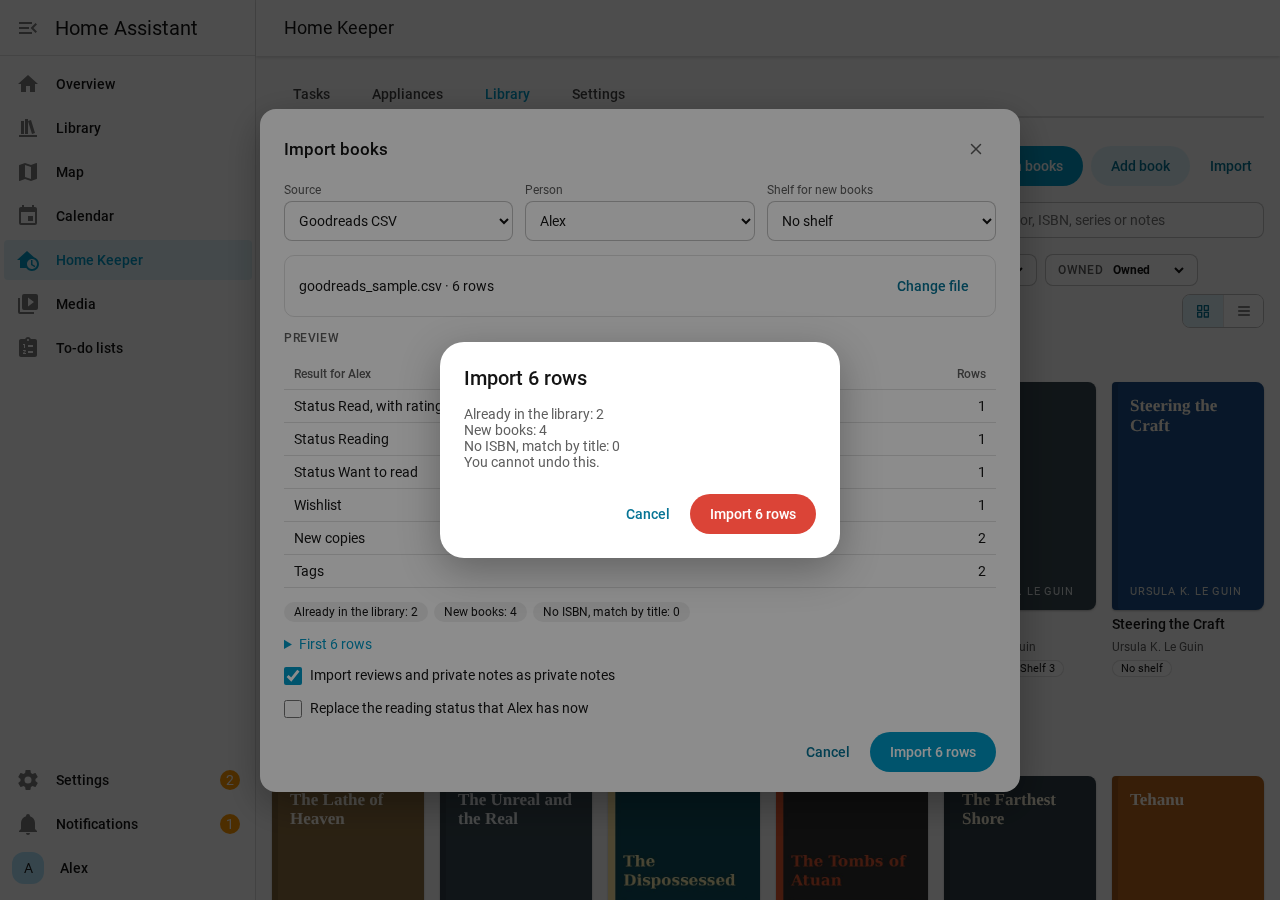 Home Assistant
Home Keeper
Overview
Library
Map
Calendar
Home Keeper
Media
To-do lists
Settings
2
Notifications
1
A
Alex
Tasks
Appliances
Library
Settings
books
Add book
Import
or, ISBN, series or notes
OWNED
Owned
Import books
Source
Person
Shelf for new books
Goodreads CSV
Alex
No shelf
goodreads_sample.csv · 6 rows
Change file
PREVIEW
Result for Alex
Rows
Status Read, with rating
1
Status Reading
1
Status Want to read
1
Wishlist
1
New copies
2
Tags
2
Already in the library: 2
New books: 4
No ISBN, match by title: 0
First 6 rows
Import reviews and private notes as private notes
Replace the reading status that Alex has now
Cancel
Import 6 rows
Import 6 rows
Already in the library: 2
New books: 4
No ISBN, match by title: 0
You cannot undo this.
Cancel
Import 6 rows
Steering the
Craft
LE GUIN
URSULA K. LE GUIN
Steering the Craft
Ursula K. Le Guin
Shelf 3
No shelf
The Lathe of
Heaven
The Unreal and
the Real
The
Dispossessed
The Tombs of
Atuan
The Farthest
Shore
Tehanu